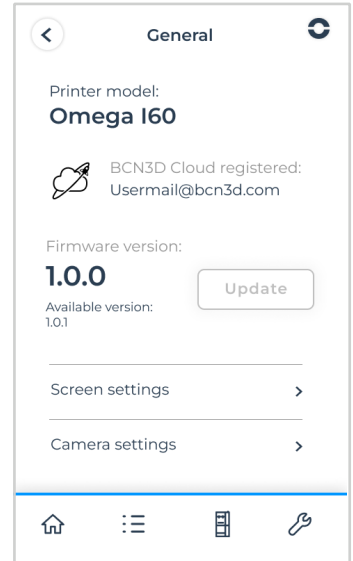 General
Printer model:
Omega I60
BCN3D Cloud registered:
Usermail@bcn3d.com
Firmware version:
1.0.0
Update
Available version:
1.0.1
Screen settings
Camera settings